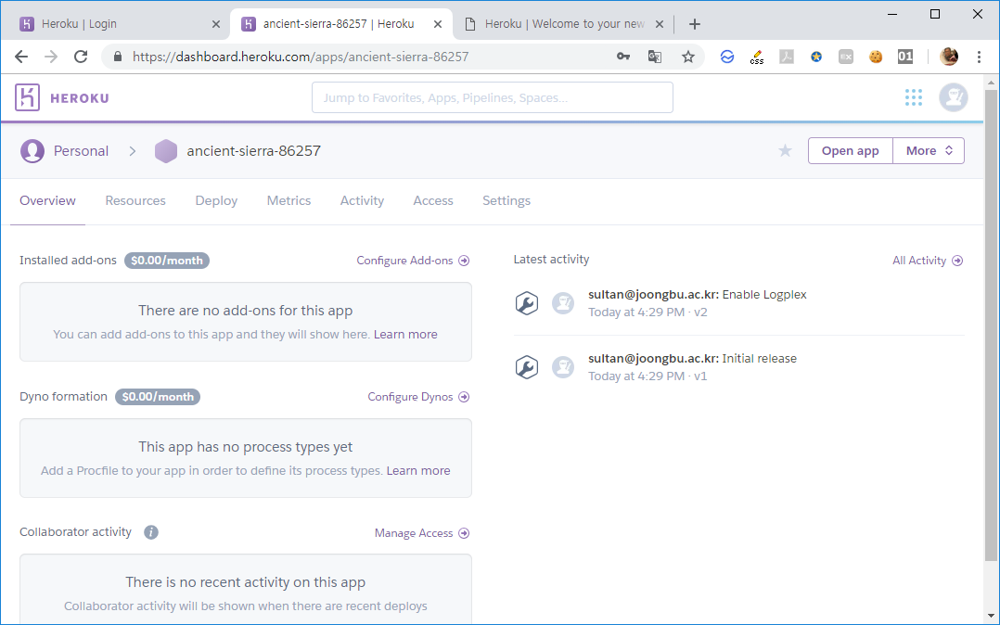 Heroku | Login
ancient-sierra-86257 | Heroku
Heroku | Welcome to your new
https://dashboard.heroku.com/apps/ancient-sierra-86257
css
01
HEROKU
Jump to Favorites, Apps, Pipelines, Spaces...
Personal
ancient-sierra-86257
Open app
More
Overview
Resources
Deploy
Metrics
Activity
Access
Settings
Installed add-ons
$0.00/month
Configure Add-ons
There are no add-ons for this app
You can add add-ons to this app and they will show here. Learn more
Dyno formation
$0.00/month
Configure Dynos
This app has no process types yet
Add a Procfile to your app in order to define its process types. Learn more
Collaborator activity
i
Manage Access
There is no recent activity on this app
Collaborator activity will be shown when there are recent deploys
Latest activity
All Activity
sultan@joongbu.ac.kr: Enable Logplex
Today at 4:29 PM · v2
sultan@joongbu.ac.kr: Initial release
Today at 4:29 PM · v1